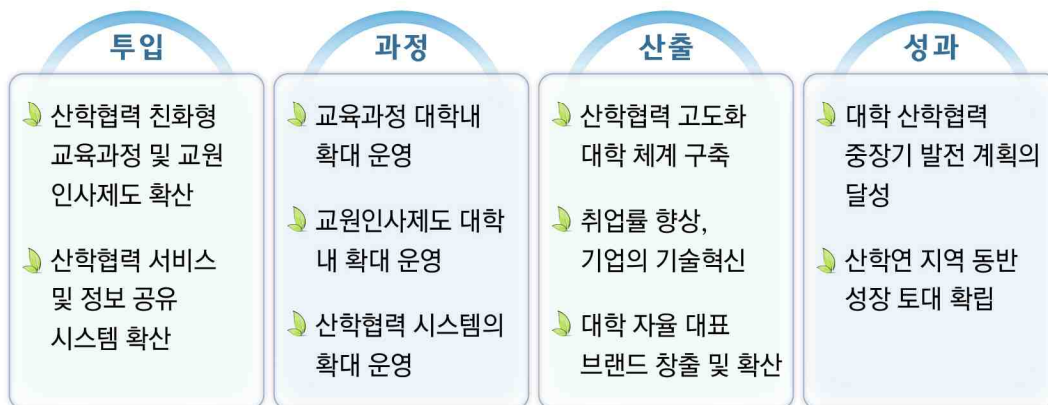 투입
산학협력 친화형
교육과정 및 교원
인사제도 확산
산학협력 서비스
및 정보 공유
시스템 확산
과정
교육과정 대학내
확대 운영
교원인사제도 대학
내 확대 운영
산학협력 시스템의
확대 운영
산출
산학협력 고도화
대학 체계 구축
취업률 향상,
기업의 기술혁신
대학 자율 대표
브랜드 창출 및 확산
성과
대학 산학협력
중장기 발전 계획의
달성
산학연 지역 동반
성장 토대 확립